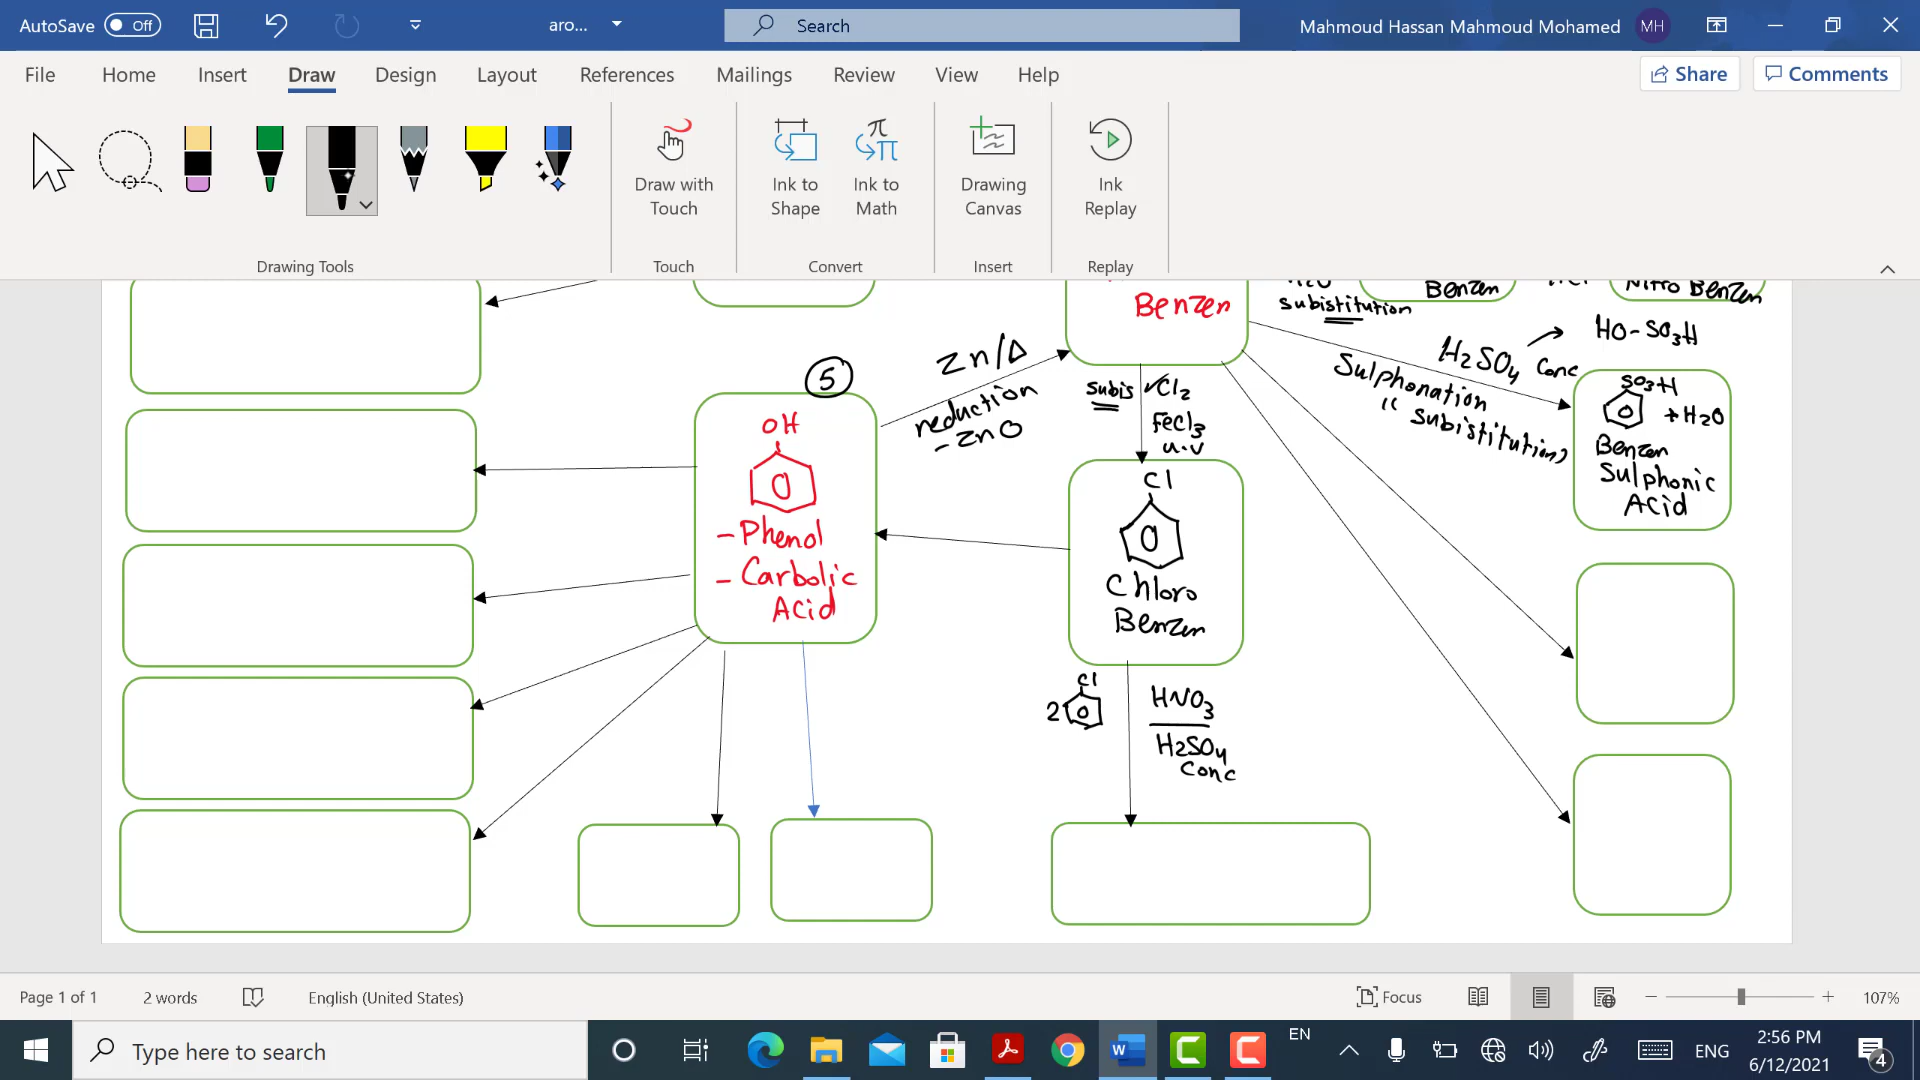 AutoSave Off aro... Search Mahmoud Hassan Mahmoud Mohamed MH
File Home Insert Draw Design Layout References Mailings Review View Help Share Comments
Draw with Touch
Ink to Shape
Ink to Math
Drawing Canvas
Ink Replay
Drawing Tools Touch Convert Insert Replay
Benzen
subistitution
Benzen
Nitro Benzen
H2SO4 Conc
HO-SO3H
Sulphonation
" Subistitution)
SO3H
+H2O
Benzen
Sulphonic
Acid
5
Zn/Δ
reduction
- ZnO
subis
✓Cl2
Fecl3
u.v
OH
- Phenol
- Carbolic
Acid
Cl
Chloro
Benzen
2
Cl
HNO3
H2SO4
Conc
Page 1 of 1 2 words English (United States) Focus 107%
Type here to search EN ENG 2:56 PM
6/12/2021 4